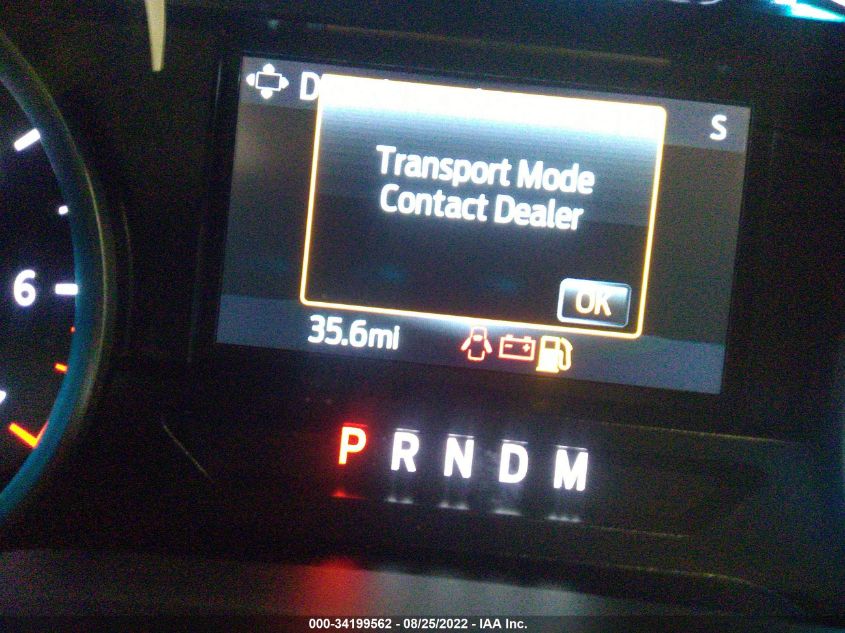 S
Transport Mode
Contact Dealer
OK
6
35.6mi
P R N D M
000-34199562 - 08/25/2022 - IAA Inc.